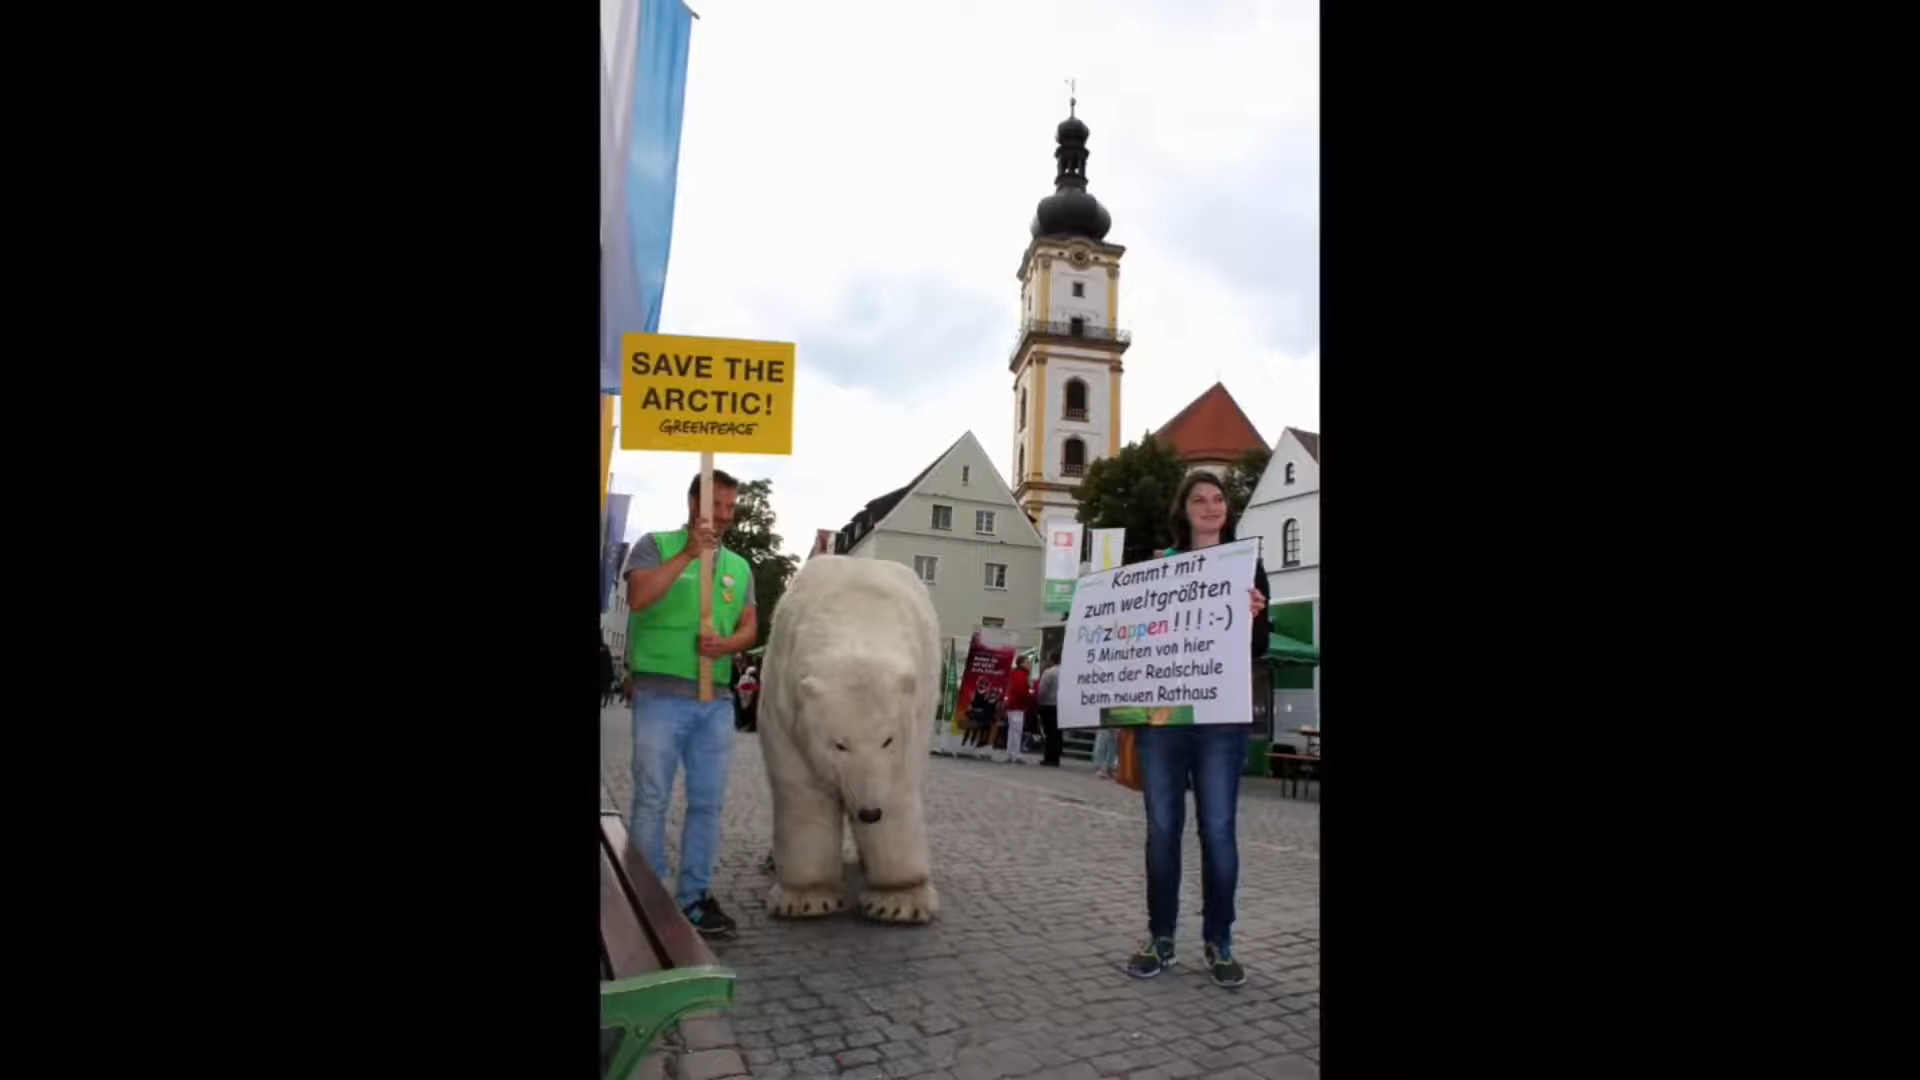 SAVE THE
ARCTIC!
GREENPEACE
Kommt mit
zum weltgrößten
Putzlappen !!! :-)
5 Minuten von hier
neben der Realschule
beim neuen Rathaus